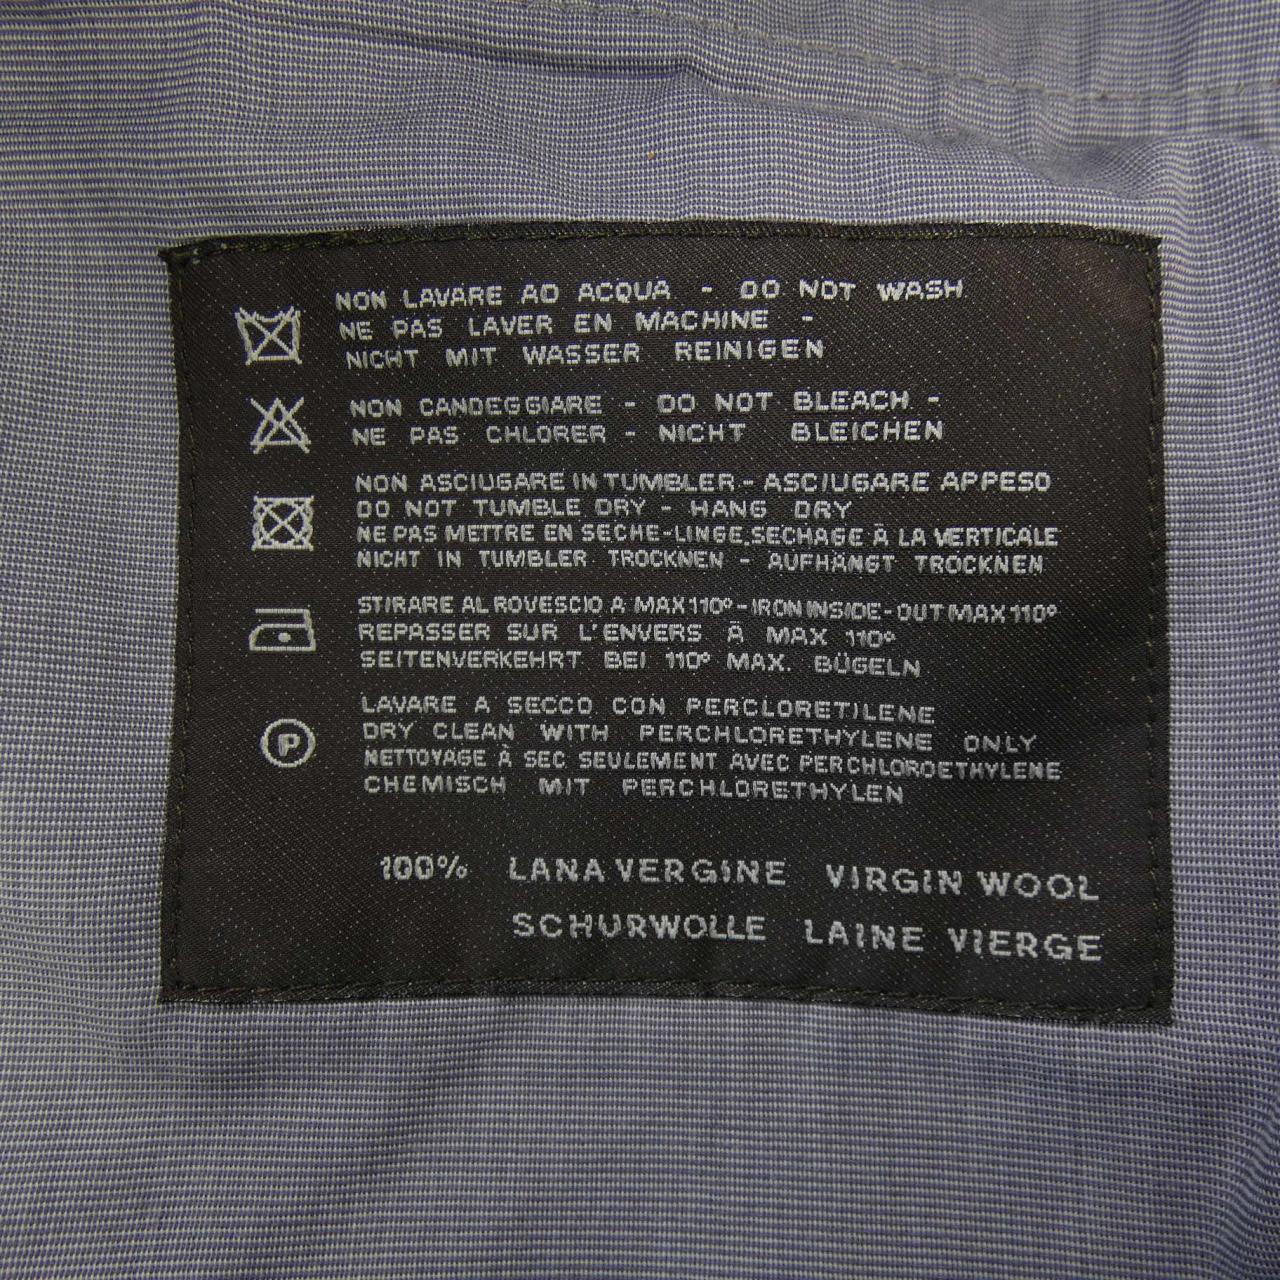 NON LAVARE AD ACQUA - DO NOT WASH
NE PAS LAVER EN MACHINE -
NICHT MIT WASSER REINIGEN
NON CANDEGGIARE - DO NOT BLEACH -
NE PAS CHLORER - NICHT BLEICHEN
NON ASCIUGARE IN TUMBLER - ASCIUGARE APPESO
DO NOT TUMBLE DRY - HANG DRY
NE PAS METTRE EN SECHE-LINGE, SECHAGE À LA VERTICALE
NICHT IN TUMBLER TROCKNEN - AUFHÄNGT TROCKNEN
STIRARE AL ROVESCIO A MAX 110° - IRON INSIDE-OUT MAX 110°
REPASSER SUR L'ENVERS À MAX 110°
SEITENVERKEHRT BEI 110° MAX. BÜGELN
P
LAVARE A SECCO CON PERCLORETILENE
DRY CLEAN WITH PERCHLORETHYLENE ONLY
NETTOYAGE À SEC SEULEMENT AVEC PERCHLOROETHYLENE
CHEMISCH MIT PERCHLORETHYLEN
100% LANA VERGINE VIRGIN WOOL
SCHURWOLLE LAINE VIERGE